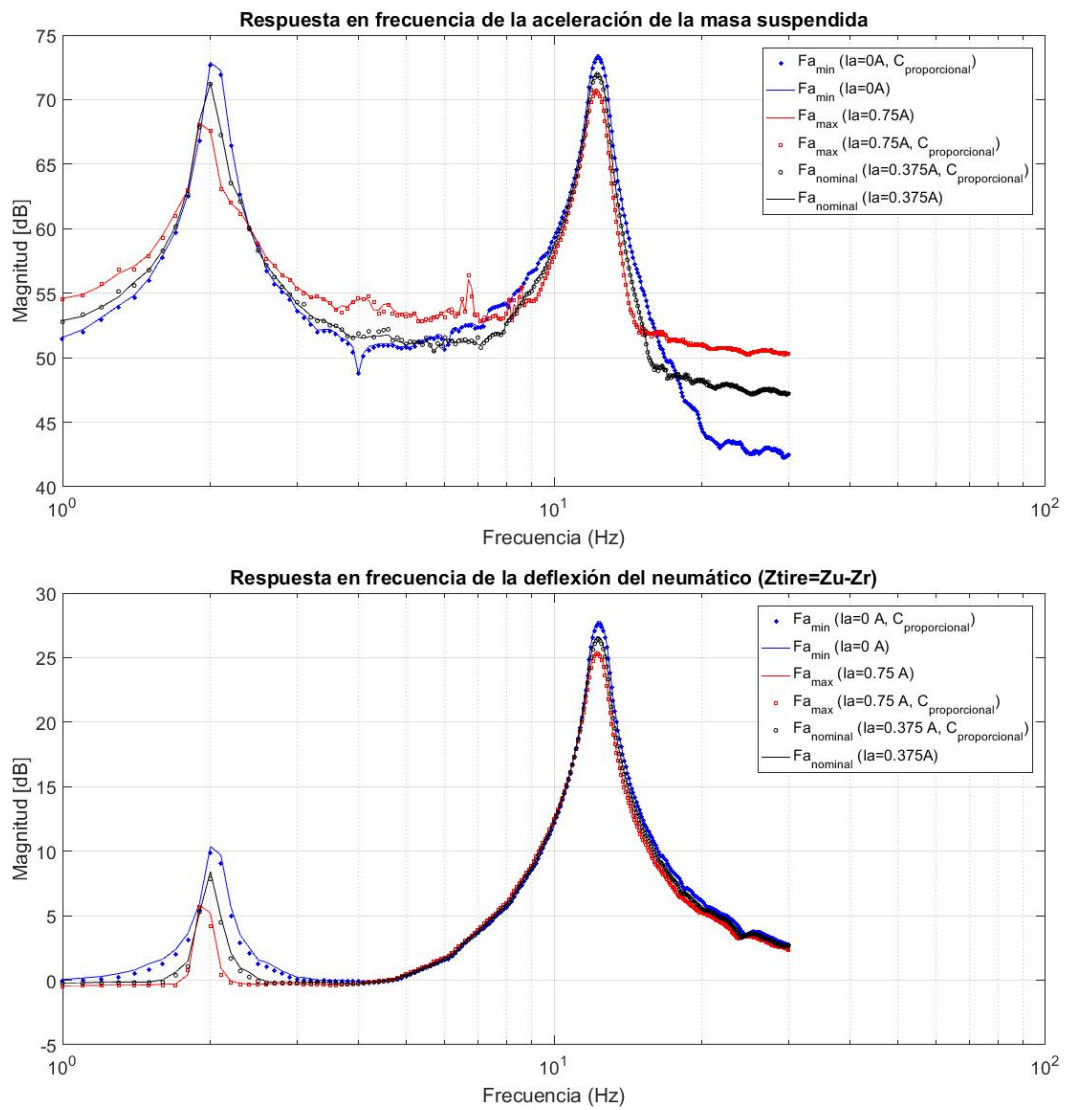 Respuesta en frecuencia de la aceleración de la masa suspendida
75
70
65
60
55
50
45
40
Magnitud [dB]
Fa_min (Ia=0A, C_proporcional)
Fa_min (Ia=0A)
Fa_max (Ia=0.75A)
Fa_max (Ia=0.75A, C_proporcional)
Fa_nominal (Ia=0.375A, C_proporcional)
Fa_nominal (Ia=0.375A)
10^0
10^1
10^2
Frecuencia (Hz)
Respuesta en frecuencia de la deflexión del neumático (Ztire=Zu-Zr)
30
25
20
15
10
5
0
-5
Magnitud [dB]
Fa_min (Ia=0 A, C_proporcional)
Fa_min (Ia=0 A)
Fa_max (Ia=0.75 A)
Fa_max (Ia=0.75 A, C_proporcional)
Fa_nominal (Ia=0.375 A, C_proporcional)
Fa_nominal (Ia=0.375A)
10^0
10^1
10^2
Frecuencia (Hz)